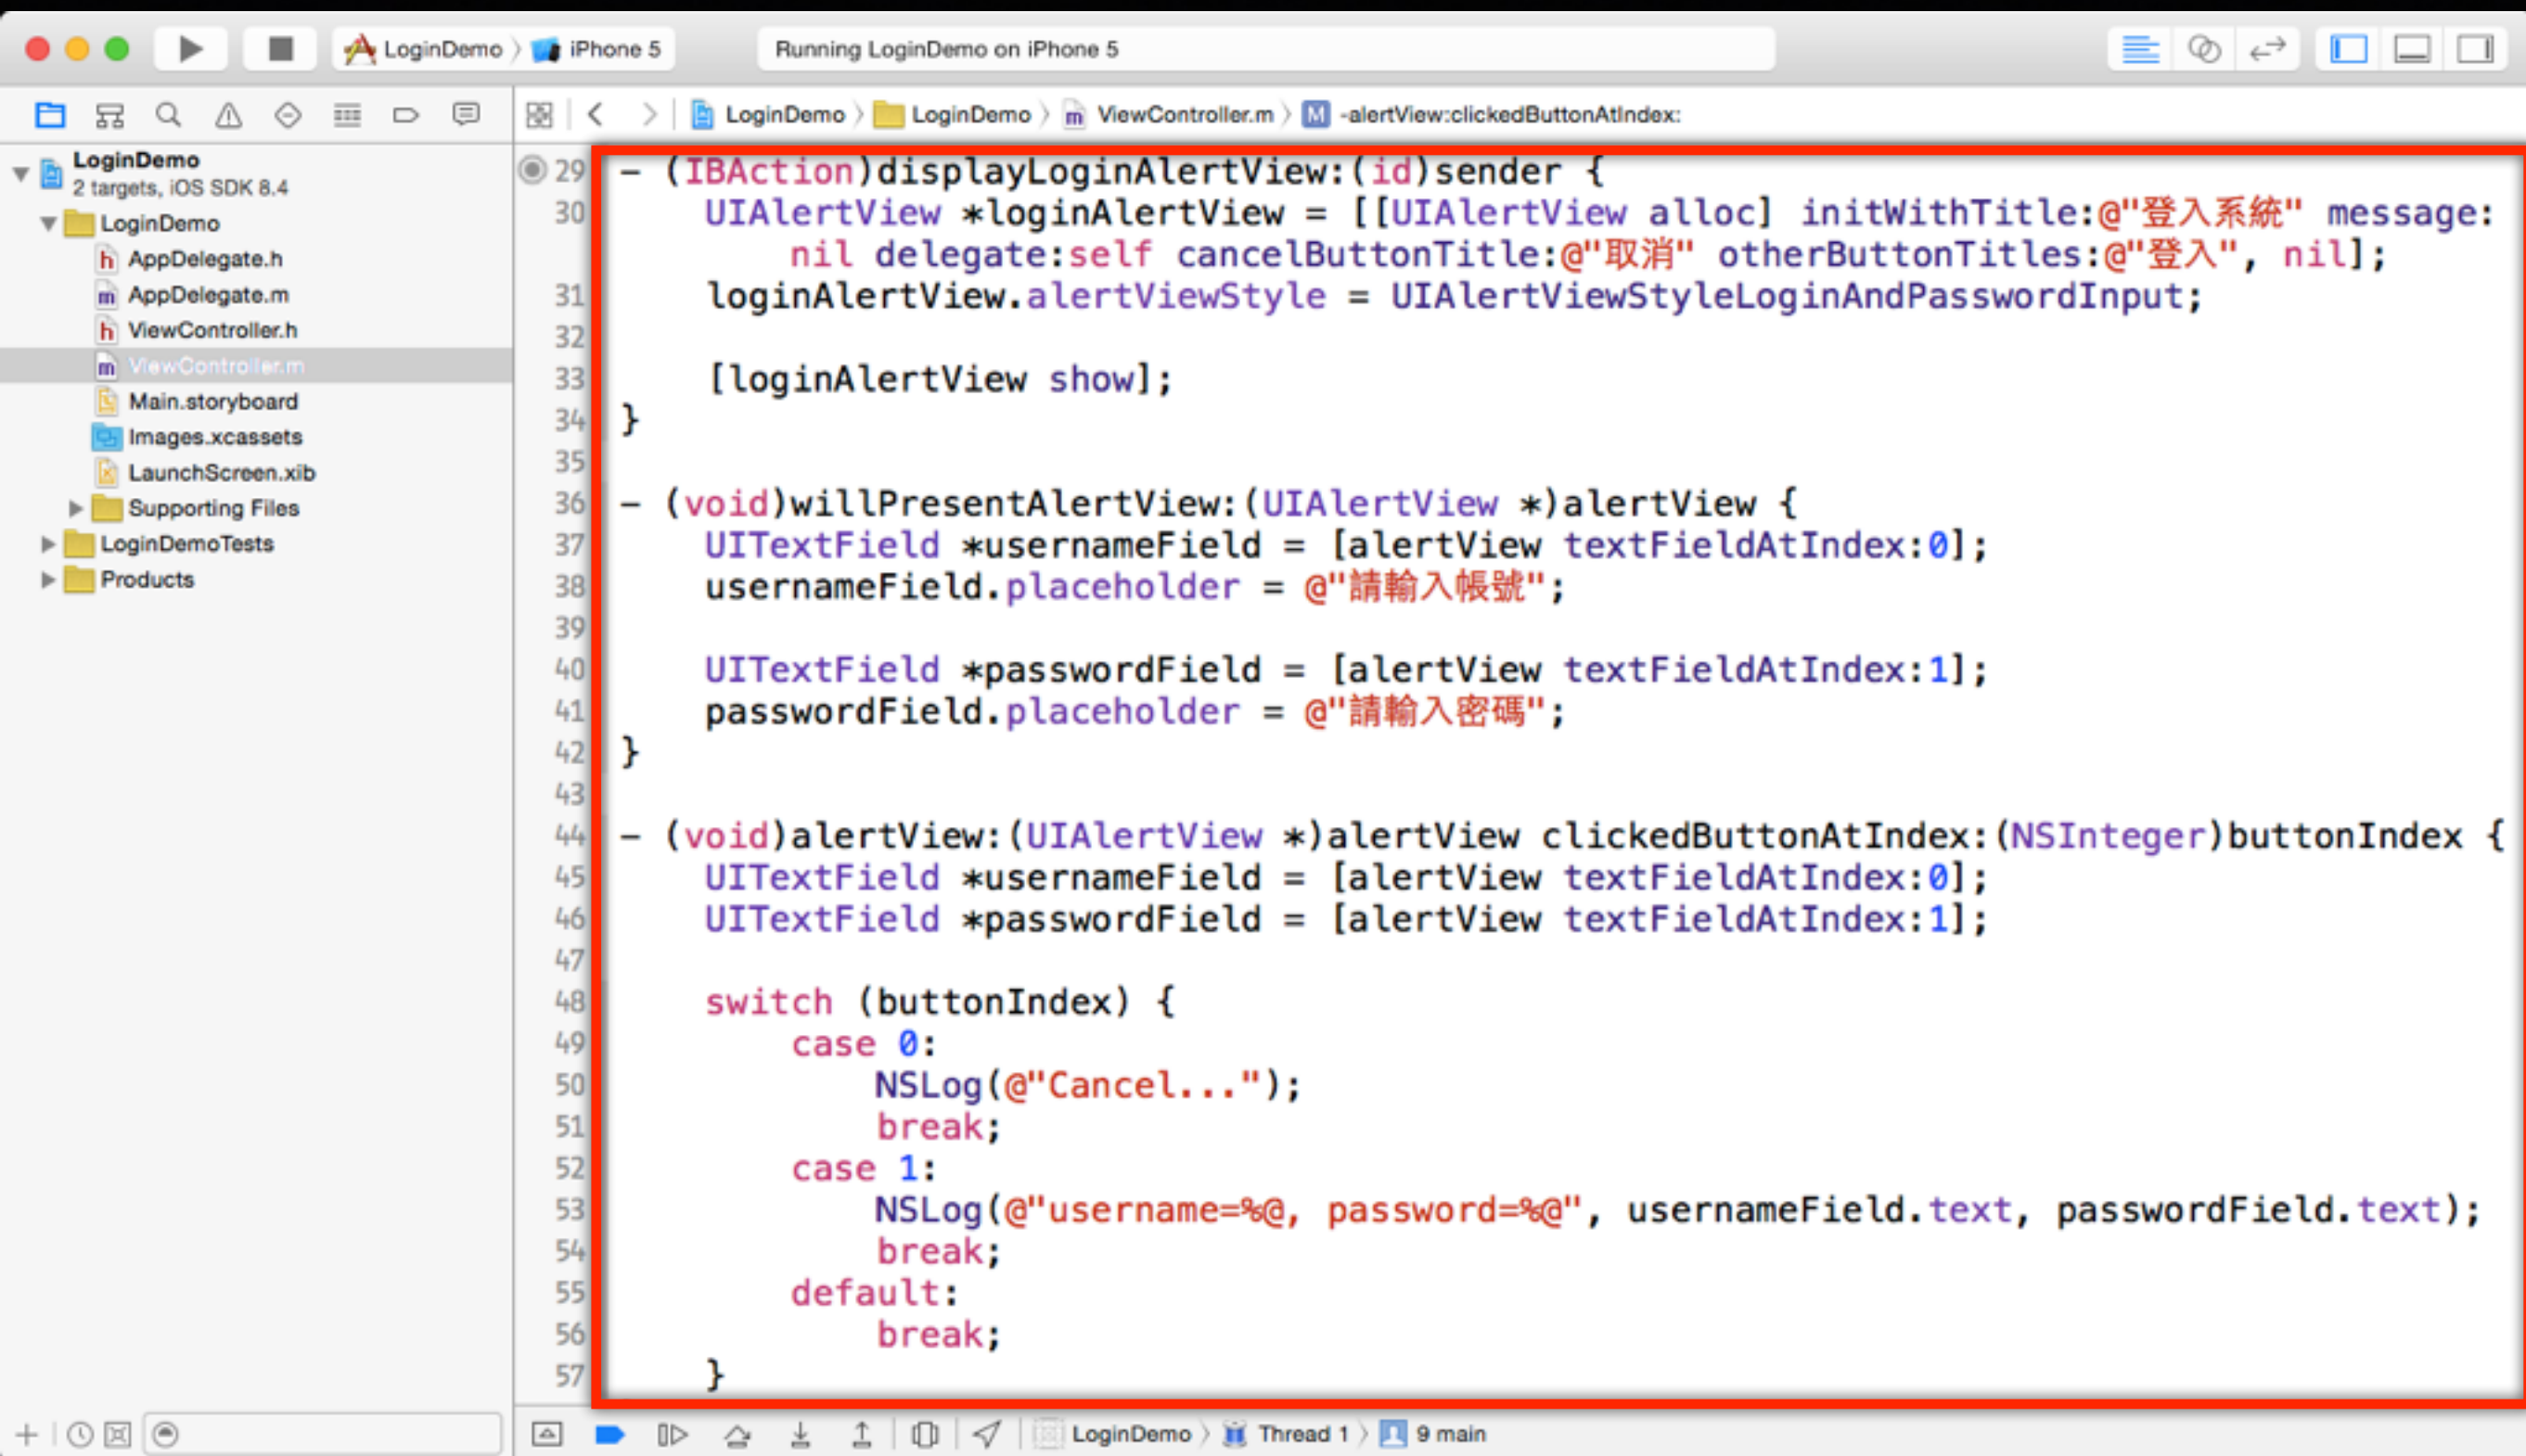 LoginDemo 〉 iPhone 5
Running LoginDemo on iPhone 5
LoginDemo 〉 LoginDemo 〉 m ViewController.m 〉 M -alertView:clickedButtonAtIndex:
LoginDemo
2 targets, iOS SDK 8.4
LoginDemo
h AppDelegate.h
m AppDelegate.m
h ViewController.h
m ViewController.m
Main.storyboard
Images.xcassets
LaunchScreen.xib
Supporting Files
LoginDemoTests
Products
29 - (IBAction)displayLoginAlertView:(id)sender {
30 UIAlertView *loginAlertView = [[UIAlertView alloc] initWithTitle:@"登入系統" message:
nil delegate:self cancelButtonTitle:@"取消" otherButtonTitles:@"登入", nil];
31 loginAlertView.alertViewStyle = UIAlertViewStyleLoginAndPasswordInput;
32
33 [loginAlertView show];
34 }
35
36 - (void)willPresentAlertView:(UIAlertView *)alertView {
37 UITextField *usernameField = [alertView textFieldAtIndex:0];
38 usernameField.placeholder = @"請輸入帳號";
39
40 UITextField *passwordField = [alertView textFieldAtIndex:1];
41 passwordField.placeholder = @"請輸入密碼";
42 }
43
44 - (void)alertView:(UIAlertView *)alertView clickedButtonAtIndex:(NSInteger)buttonIndex {
45 UITextField *usernameField = [alertView textFieldAtIndex:0];
46 UITextField *passwordField = [alertView textFieldAtIndex:1];
47
48 switch (buttonIndex) {
49 case 0:
50 NSLog(@"Cancel...");
51 break;
52 case 1:
53 NSLog(@"username=%@, password=%@", usernameField.text, passwordField.text);
54 break;
55 default:
56 break;
57 }
LoginDemo 〉 Thread 1 〉 9 main